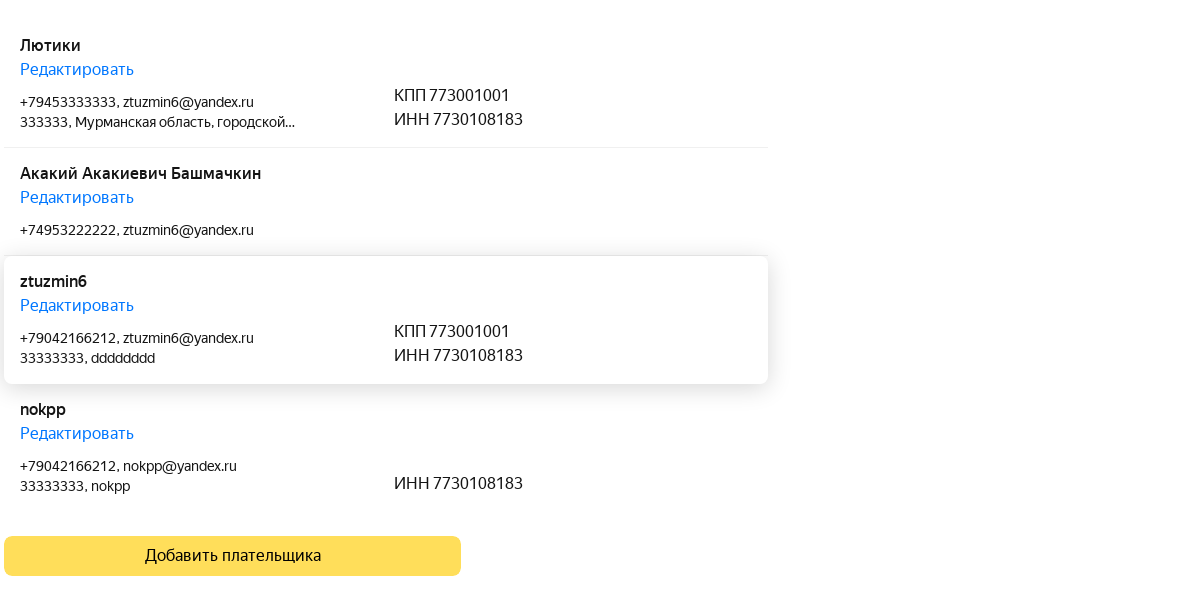 Лютики
Редактировать
+79453333333, ztuzmin6@yandex.ru
333333, Мурманская область, городской...
КПП 773001001
ИНН 7730108183
Акакий Акакиевич Башмачкин
Редактировать
+74953222222, ztuzmin6@yandex.ru
ztuzmin6
Редактировать
+79042166212, ztuzmin6@yandex.ru
33333333, dddddddd
КПП 773001001
ИНН 7730108183
nokpp
Редактировать
+79042166212, nokpp@yandex.ru
33333333, nokpp
ИНН 7730108183
Добавить плательщика